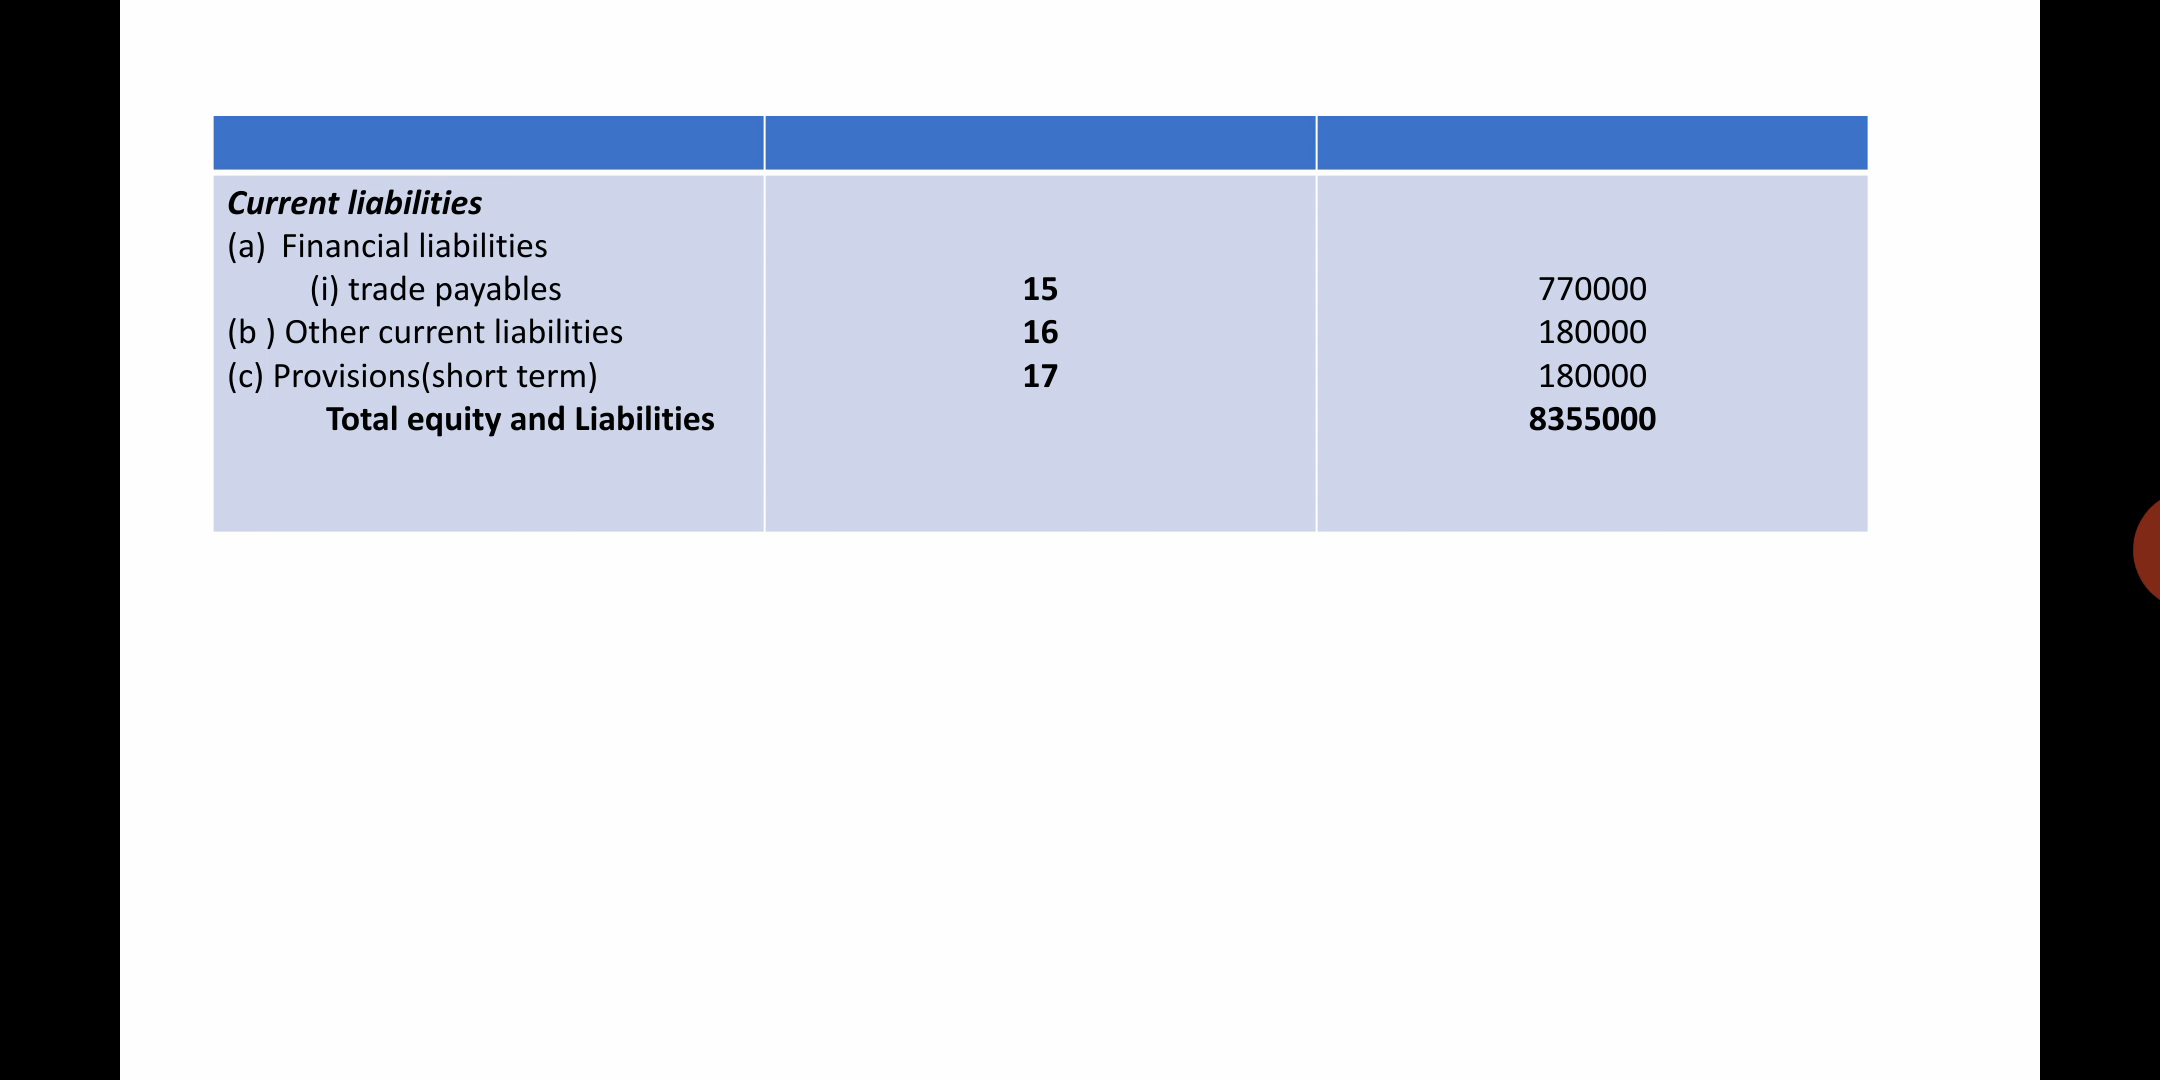 Current liabilities
(a) Financial liabilities
(i) trade payables 15 770000
(b ) Other current liabilities 16 180000
(c) Provisions(short term) 17 180000
Total equity and Liabilities 8355000